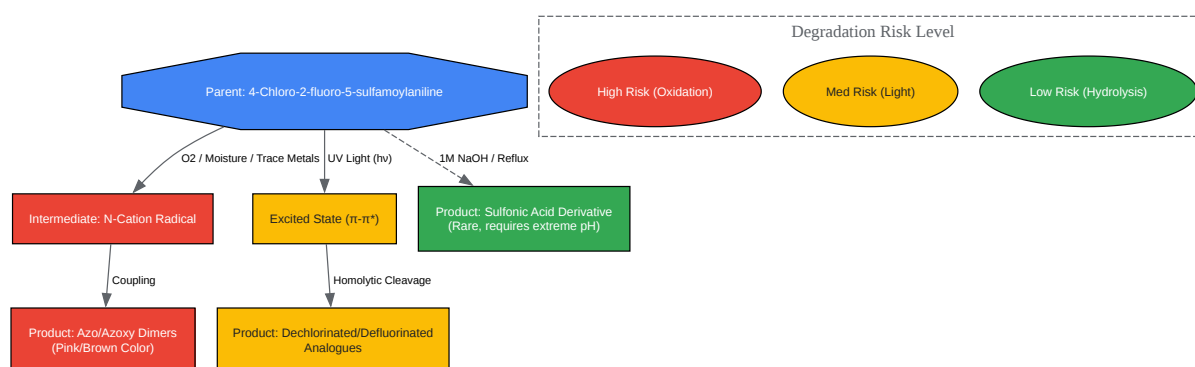 Degradation Risk Level
High Risk (Oxidation)
Med Risk (Light)
Low Risk (Hydrolysis)
Parent: 4-Chloro-2-fluoro-5-sulfamoylaniline
O2 / Moisture / Trace Metals
UV Light (hν)
1M NaOH / Reflux
Intermediate: N-Cation Radical
Excited State (π-π*)
Product: Sulfonic Acid Derivative
(Rare, requires extreme pH)
Coupling
Homolytic Cleavage
Product: Azo/Azoxy Dimers
(Pink/Brown Color)
Product: Dechlorinated/Defluorinated
Analogues